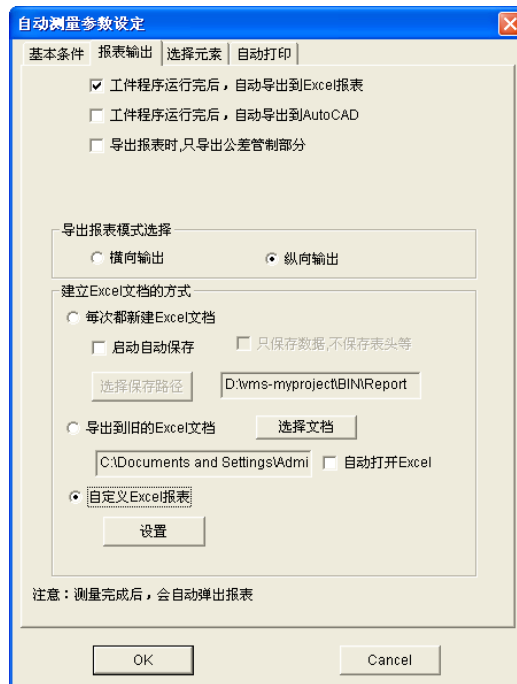 自动测量参数设定
基本条件 报表输出 选择元素 自动打印
工件程序运行完后，自动导出到Excel报表
工件程序运行完后，自动导出到AutoCAD
导出报表时,只导出公差管制部分
导出报表模式选择
横向输出 纵向输出
建立Excel文档的方式
每次都新建Excel文档
启动自动保存 只保存数据,不保存表头等
选择保存路径 D:\vms-myproject\BIN\Report
导出到旧的Excel文档 选择文档
C:\Documents and Settings\Admi 自动打开Excel
自定义Excel报表
设置
注意：测量完成后，会自动弹出报表
OK Cancel